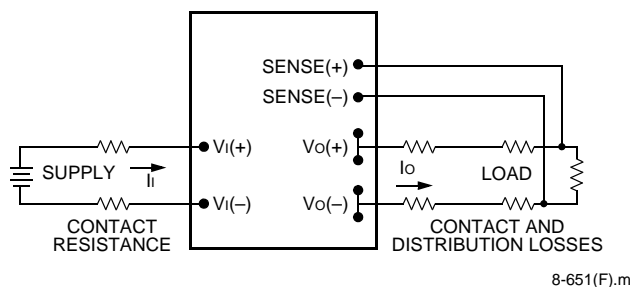 SENSE(+)
SENSE(–)
VI(+)
VO(+)
SUPPLY
II
IO
LOAD
VI(–)
VO(–)
CONTACT
RESISTANCE
CONTACT AND
DISTRIBUTION LOSSES
8-651(F).m